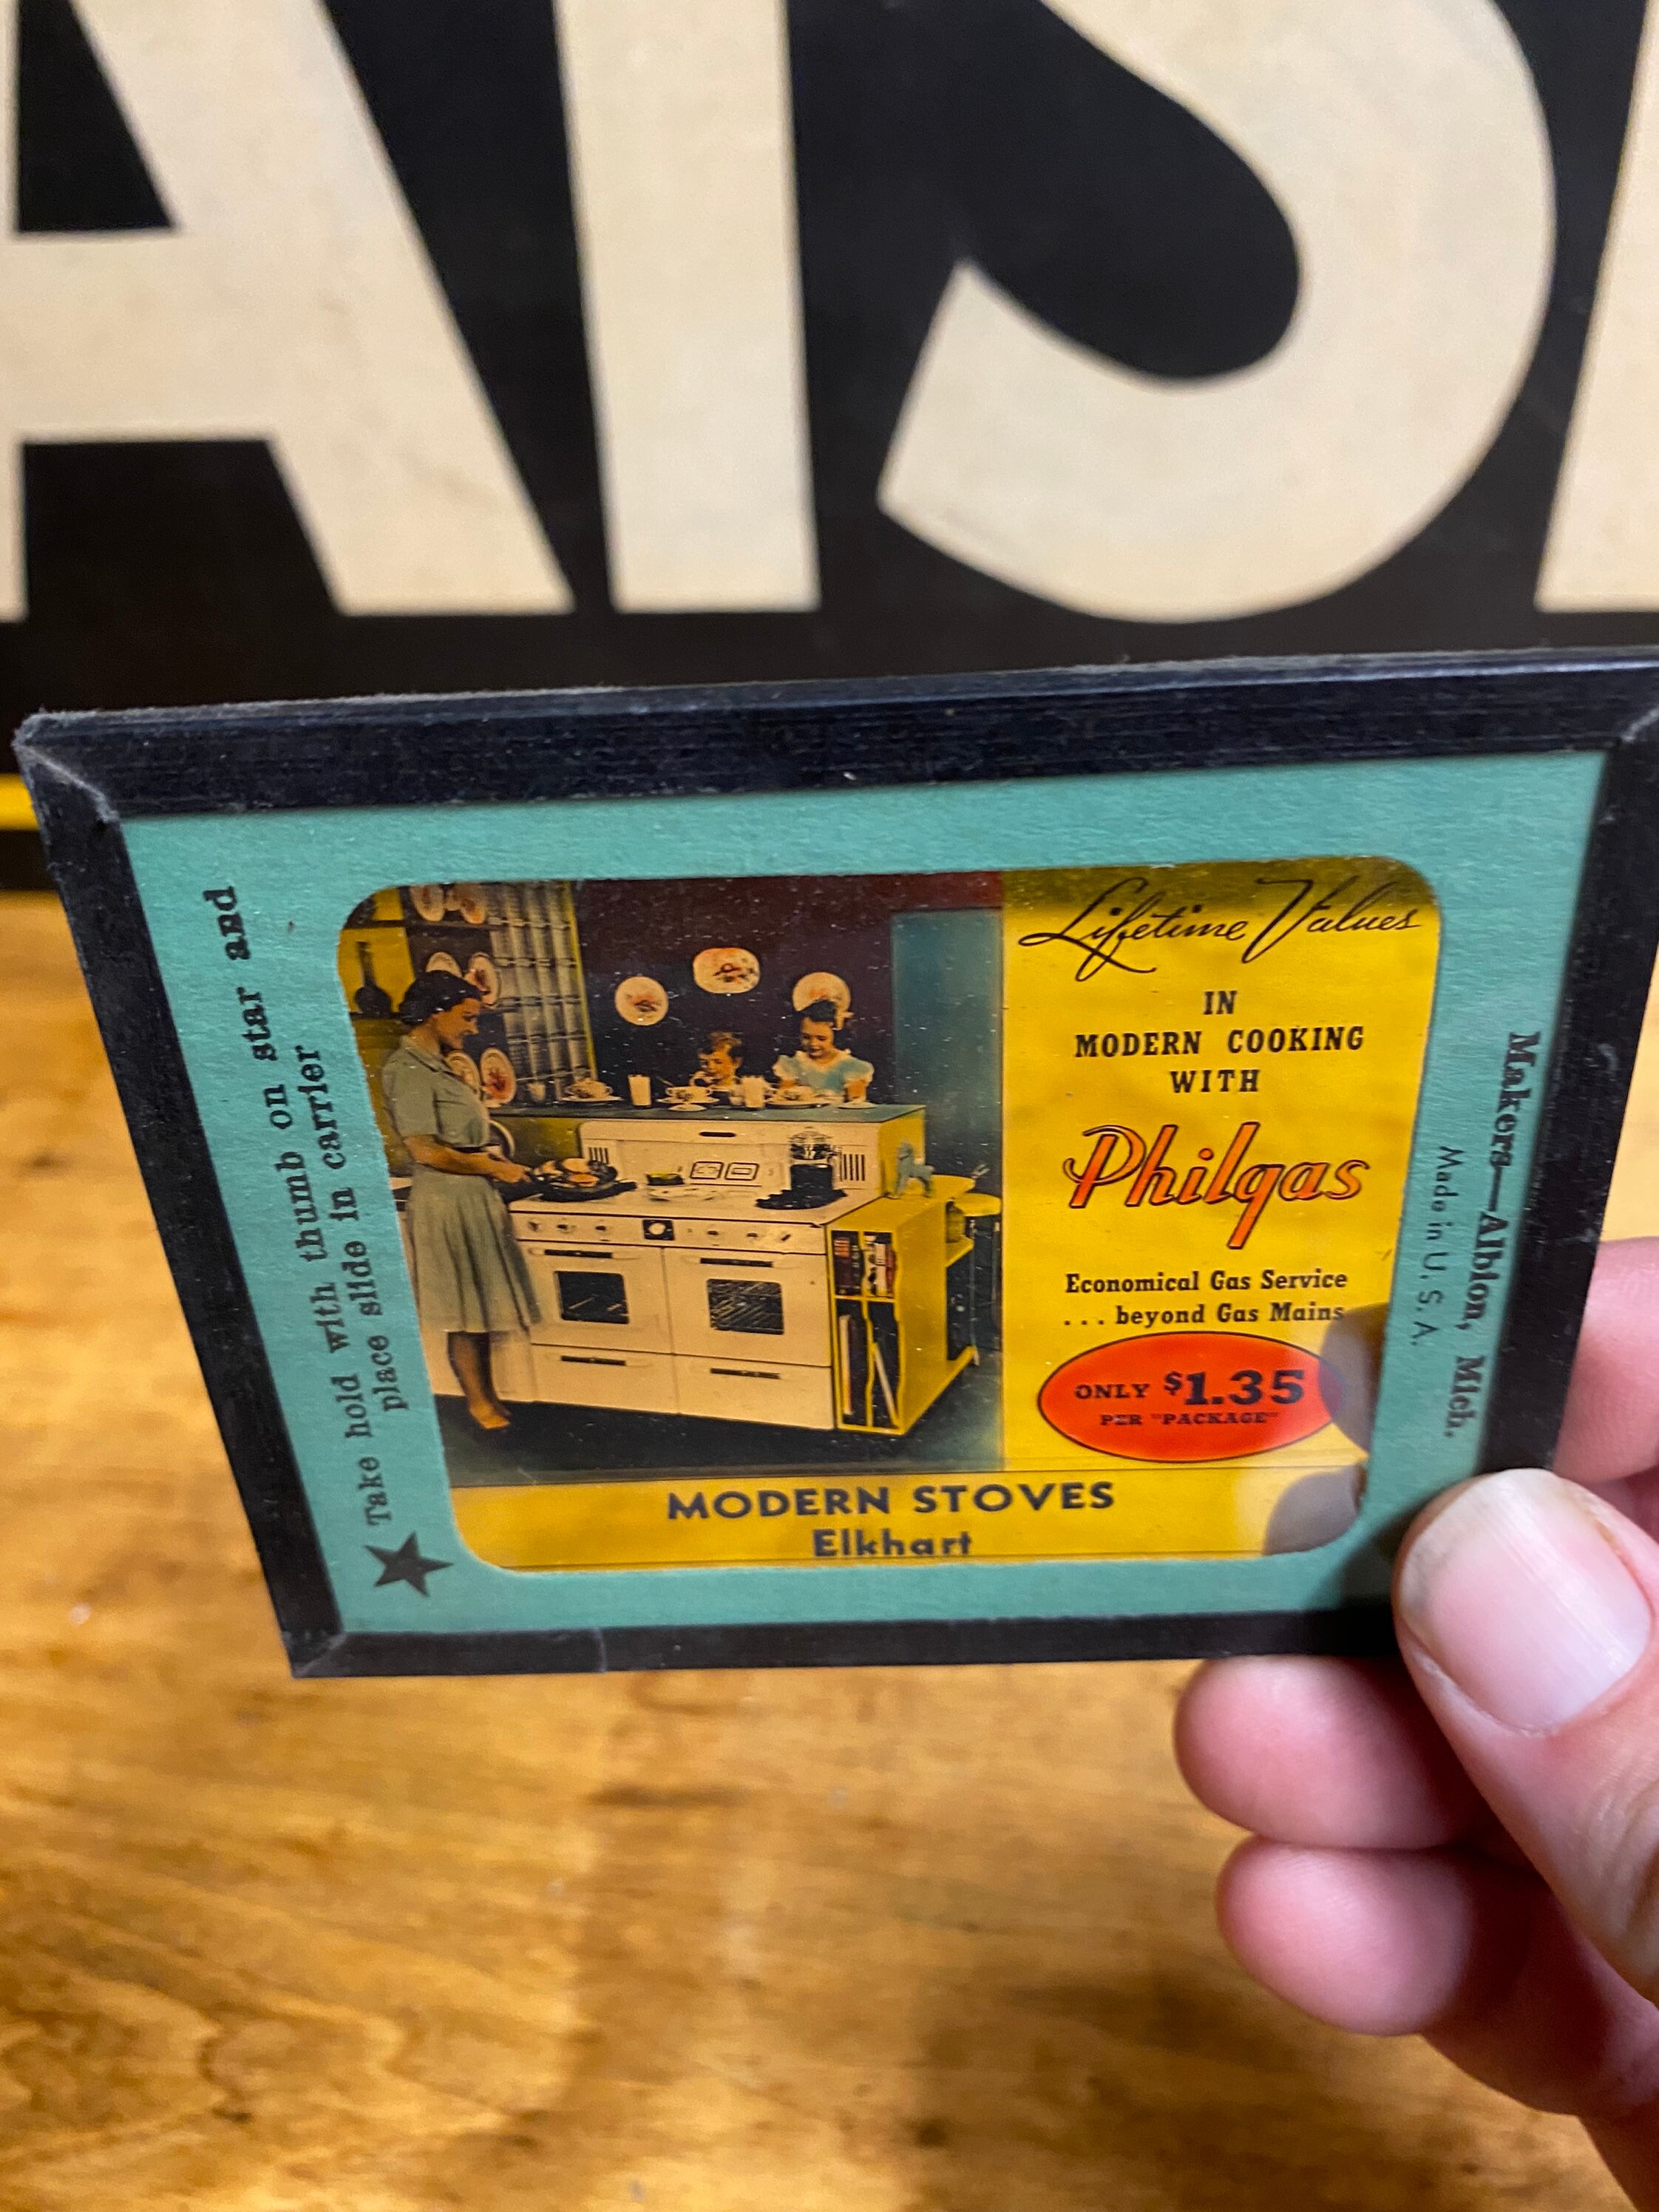 AIS
Take hold with thumb on star and
place slide in carrier
Lifetime Values
IN
MODERN COOKING
WITH
Philgas
Economical Gas Service
... beyond Gas Mains
ONLY $1.35
PER "PACKAGE"
MODERN STOVES
Elkhart
Makers—Albion, Mich.
Made in U.S.A.